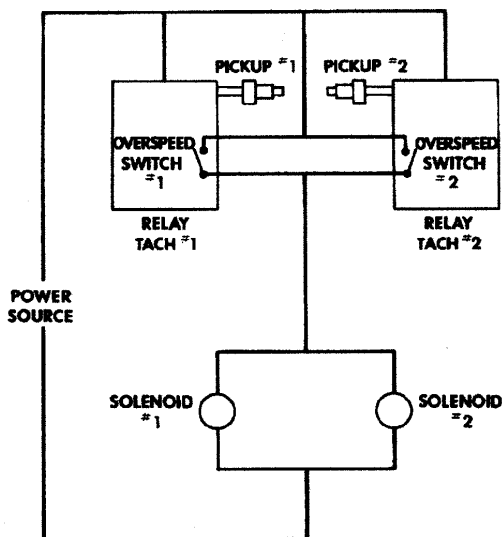 PICKUP #1
PICKUP #2
OVERSPEED
SWITCH
#1
OVERSPEED
SWITCH
#2
RELAY
TACH #1
RELAY
TACH #2
POWER
SOURCE
SOLENOID
#1
SOLENOID
#2